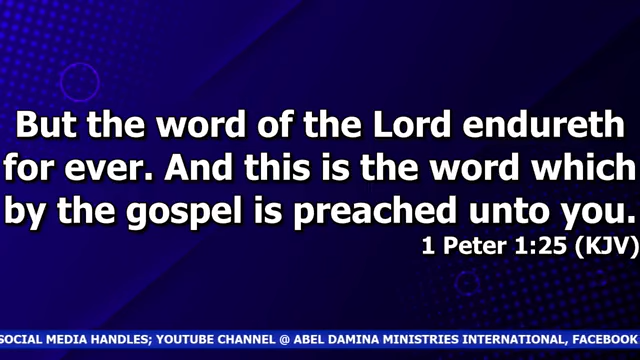 But the word of the Lord endureth
for ever. And this is the word which
by the gospel is preached unto you.
1 Peter 1:25 (KJV)
SOCIAL MEDIA HANDLES; YOUTUBE CHANNEL @ ABEL DAMINA MINISTRIES INTERNATIONAL, FACEBOOK